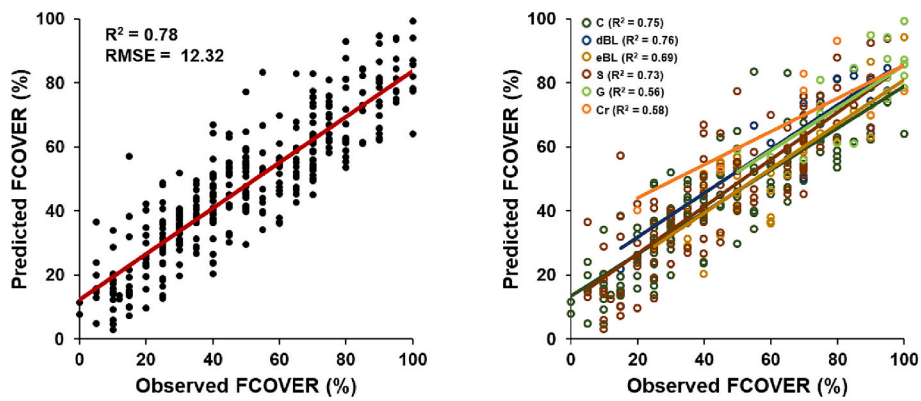 R² = 0.78
RMSE = 12.32
Predicted FCOVER (%)
100
80
60
40
20
0
0 20 40 60 80 100
Observed FCOVER (%)
C (R² = 0.75)
dBL (R² = 0.76)
eBL (R² = 0.69)
S (R² = 0.73)
G (R² = 0.56)
Cr (R² = 0.58)
Predicted FCOVER (%)
100
80
60
40
20
0
0 20 40 60 80 100
Observed FCOVER (%)